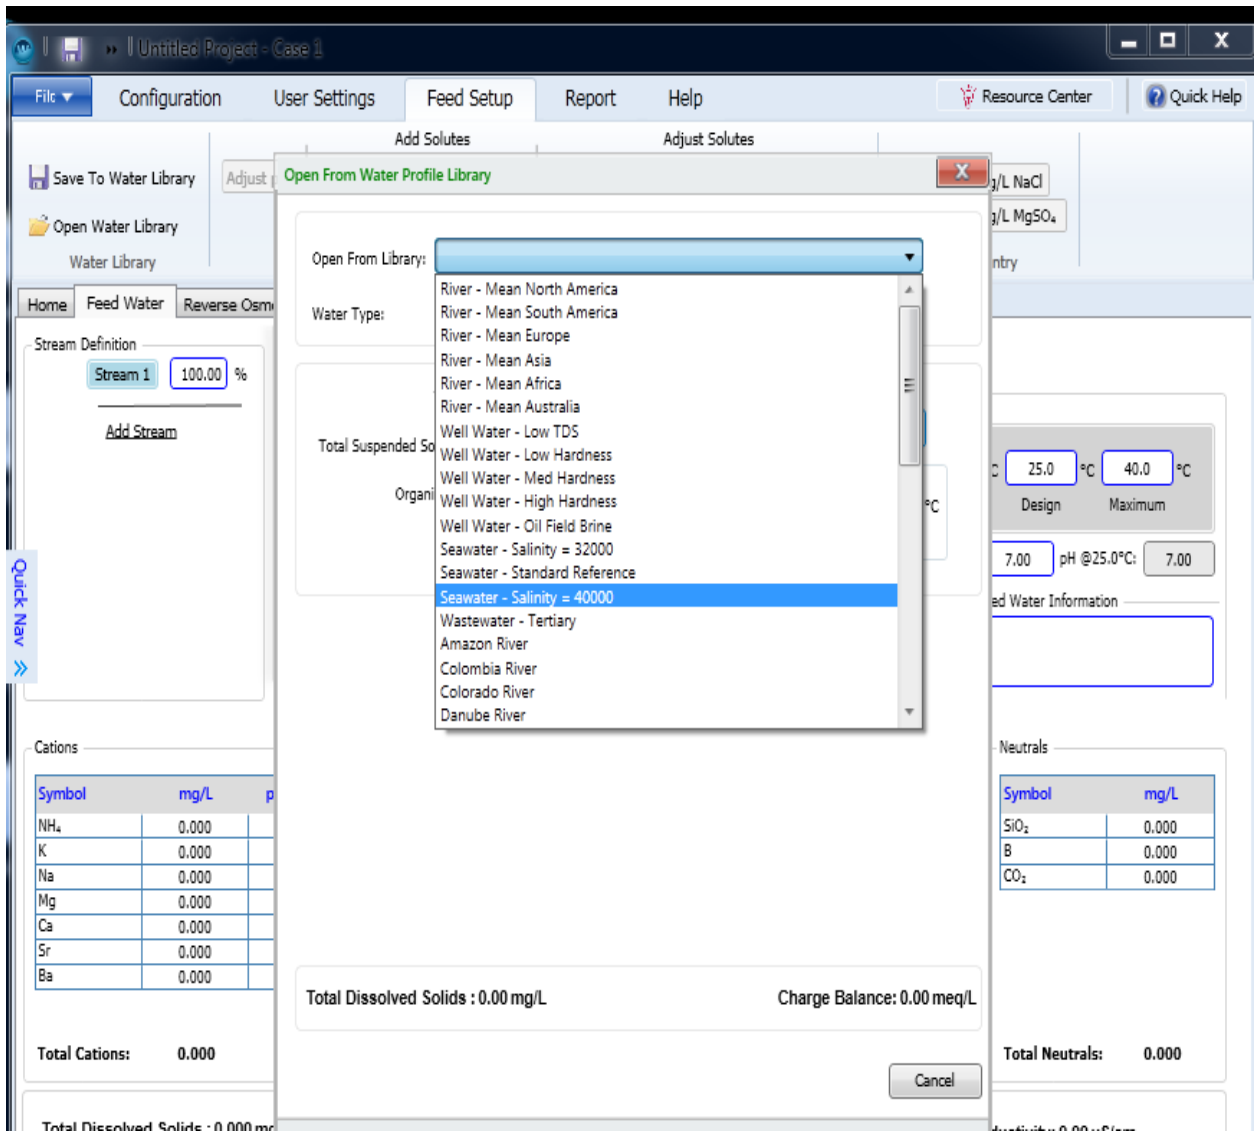 Untitled Project - Case 1
File Configuration User Settings Feed Setup Report Help Resource Center Quick Help
Add Solutes Adjust Solutes
Save To Water Library Adjust
Open From Water Profile Library X
g/L NaCl
Open Water Library g/L MgSO₄
Water Library ntry
Open From Library:
Home Feed Water Reverse Osm
Water Type:
River - Mean North America
River - Mean South America
River - Mean Europe
River - Mean Asia
River - Mean Africa
River - Mean Australia
Well Water - Low TDS
Well Water - Low Hardness
Well Water - Med Hardness
Well Water - High Hardness
Well Water - Oil Field Brine
Seawater - Salinity = 32000
Seawater - Standard Reference
Seawater - Salinity = 40000
Wastewater - Tertiary
Amazon River
Colombia River
Colorado River
Danube River
Stream Definition
Stream 1 100.00 %
Add Stream
Total Suspended So
Organi °C
25.0 °C 40.0 °C
Design Maximum
7.00 pH @25.0°C: 7.00
ed Water Information
Quick Nav
Cations
Symbol mg/L p
NH₄ 0.000
K 0.000
Na 0.000
Mg 0.000
Ca 0.000
Sr 0.000
Ba 0.000
Total Cations: 0.000
Neutrals
Symbol mg/L
SiO₂ 0.000
B 0.000
CO₂ 0.000
Total Neutrals: 0.000
Total Dissolved Solids : 0.00 mg/L Charge Balance: 0.00 meq/L
Cancel
Total Dissolved Solids : 0.000 mg